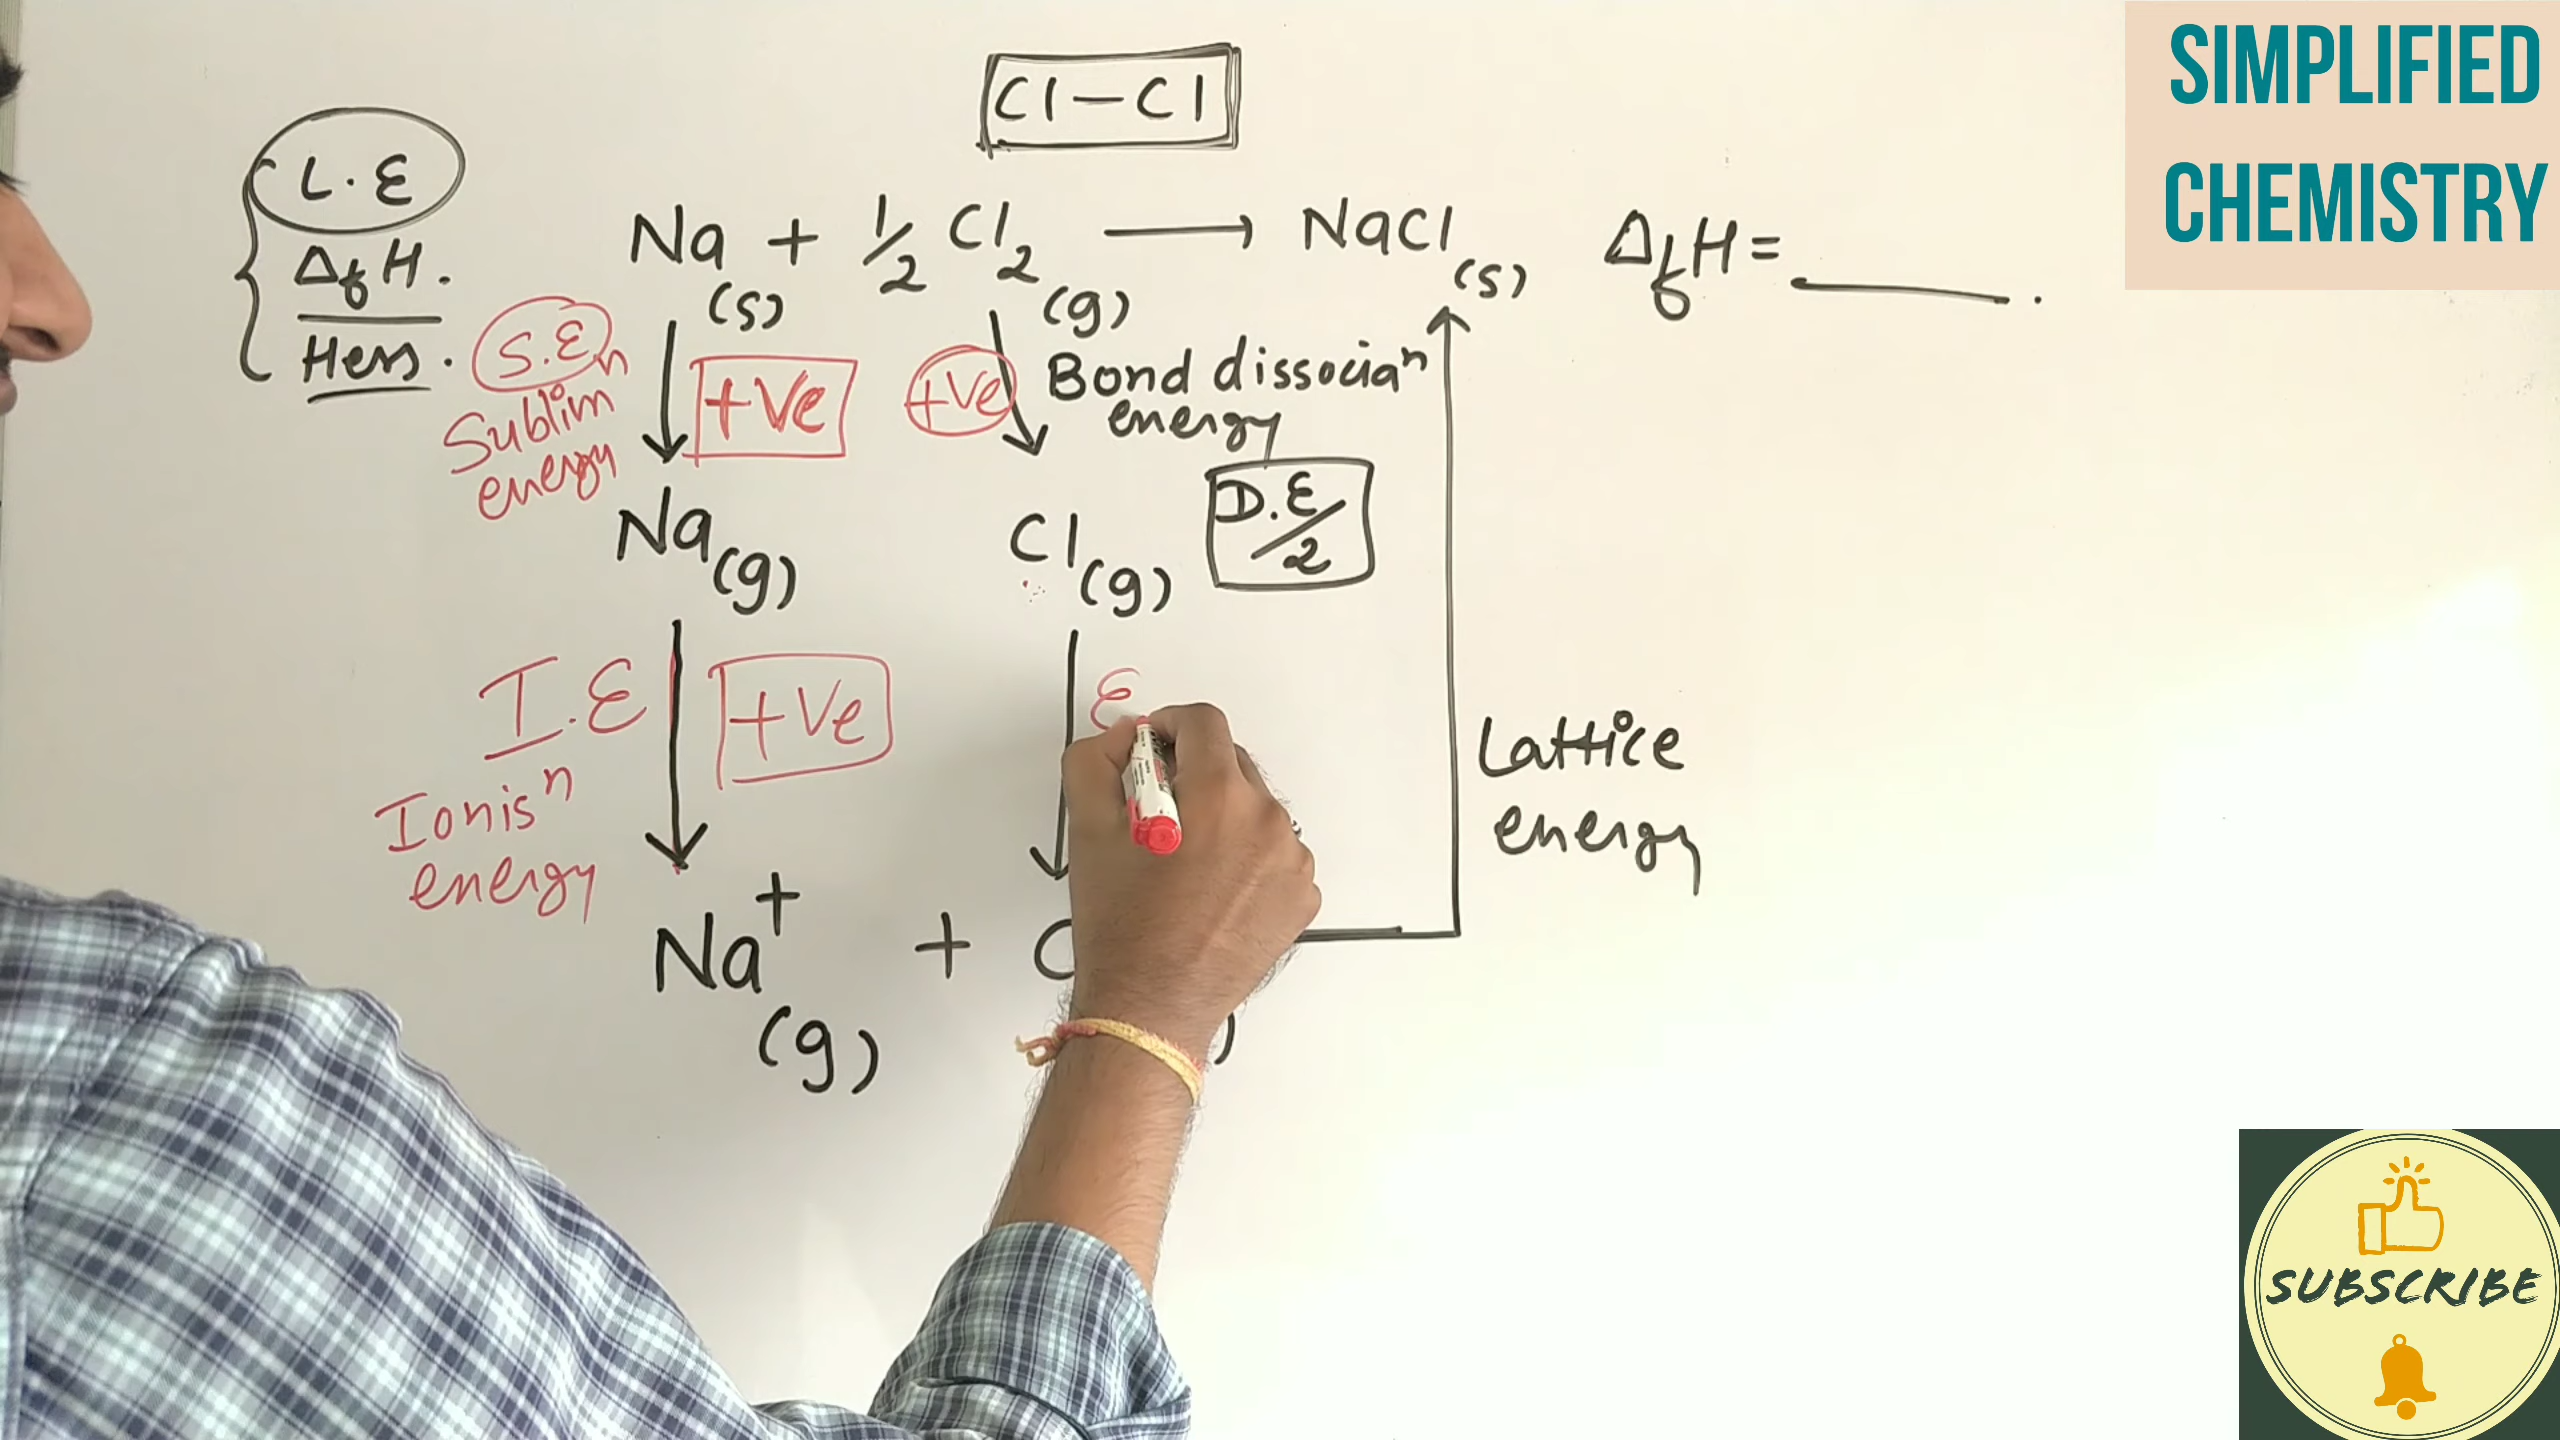 SIMPLIFIED
CHEMISTRY
Cl–Cl
L.E
ΔfH.
Hess.
Na(s) + 1/2 Cl2(g) ⟶ NaCl(s) ΔfH = ____.
S.E
Sublimⁿ
energy
+Ve
+Ve
Bond dissociaⁿ
energy
D.E/2
Na(g)
Cl(g)
I.E
Ionisⁿ
energy
+Ve
E
Lattice
energy
Na⁺(g) + C
)
SUBSCRIBE